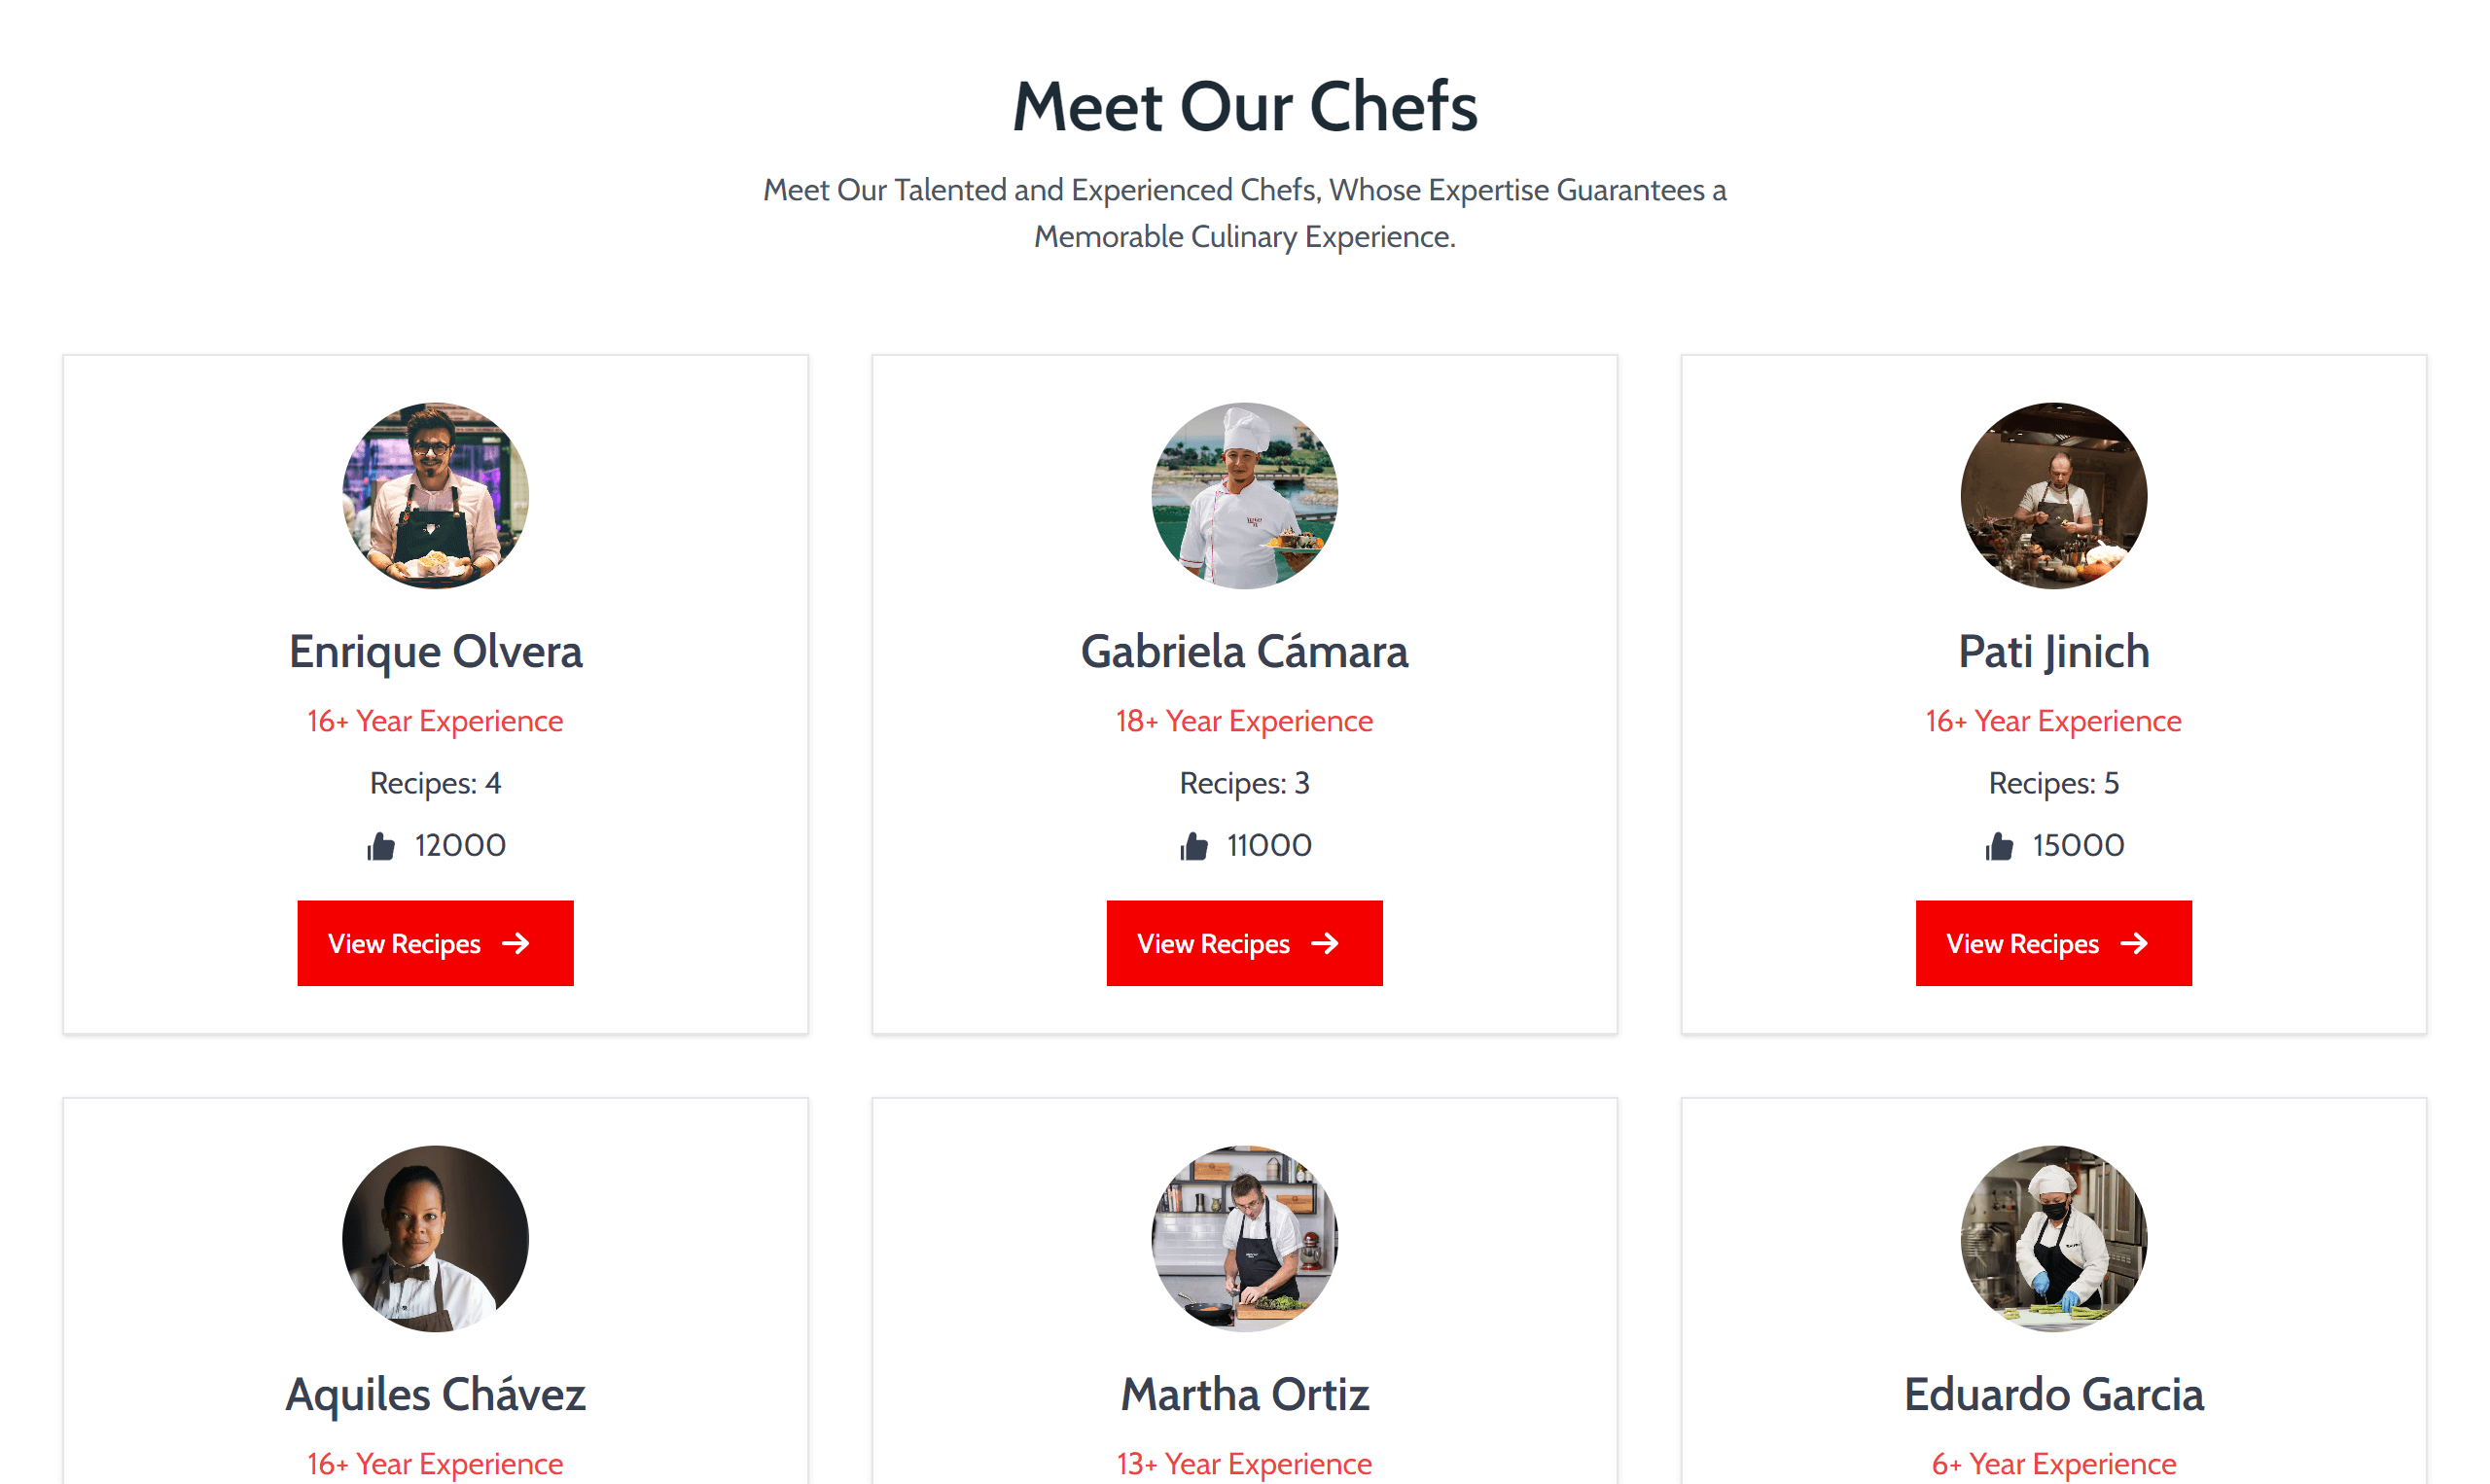 Meet Our Chefs
Meet Our Talented and Experienced Chefs, Whose Expertise Guarantees a
Memorable Culinary Experience.
Enrique Olvera
16+ Year Experience
Recipes: 4
12000
View Recipes
Gabriela Cámara
18+ Year Experience
Recipes: 3
11000
View Recipes
Pati Jinich
16+ Year Experience
Recipes: 5
15000
View Recipes
Aquiles Chávez
16+ Year Experience
Martha Ortiz
13+ Year Experience
Eduardo Garcia
6+ Year Experience